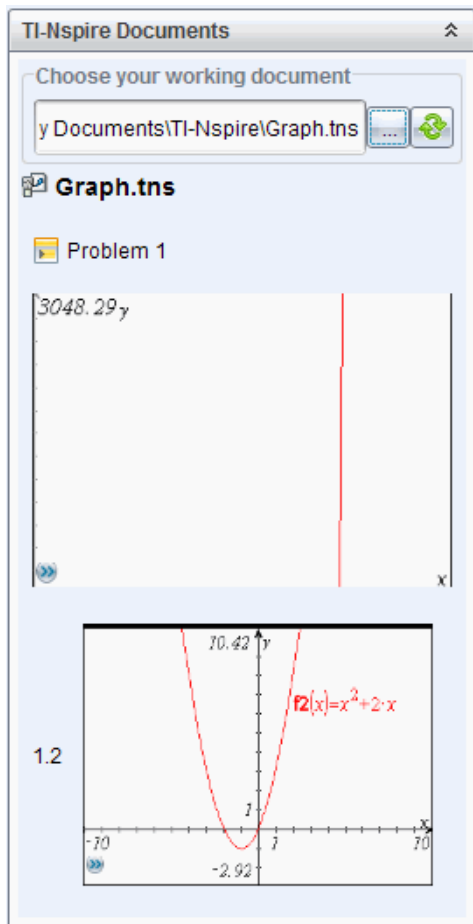 TI-Nspire Documents
Choose your working document
y Documents\TI-Nspire\Graph.tns
...
Graph.tns
Problem 1
3048.29 y
x
1.2
10.42 y
f2(x)=x²+2·x
1
x
-10
1
10
-2.92